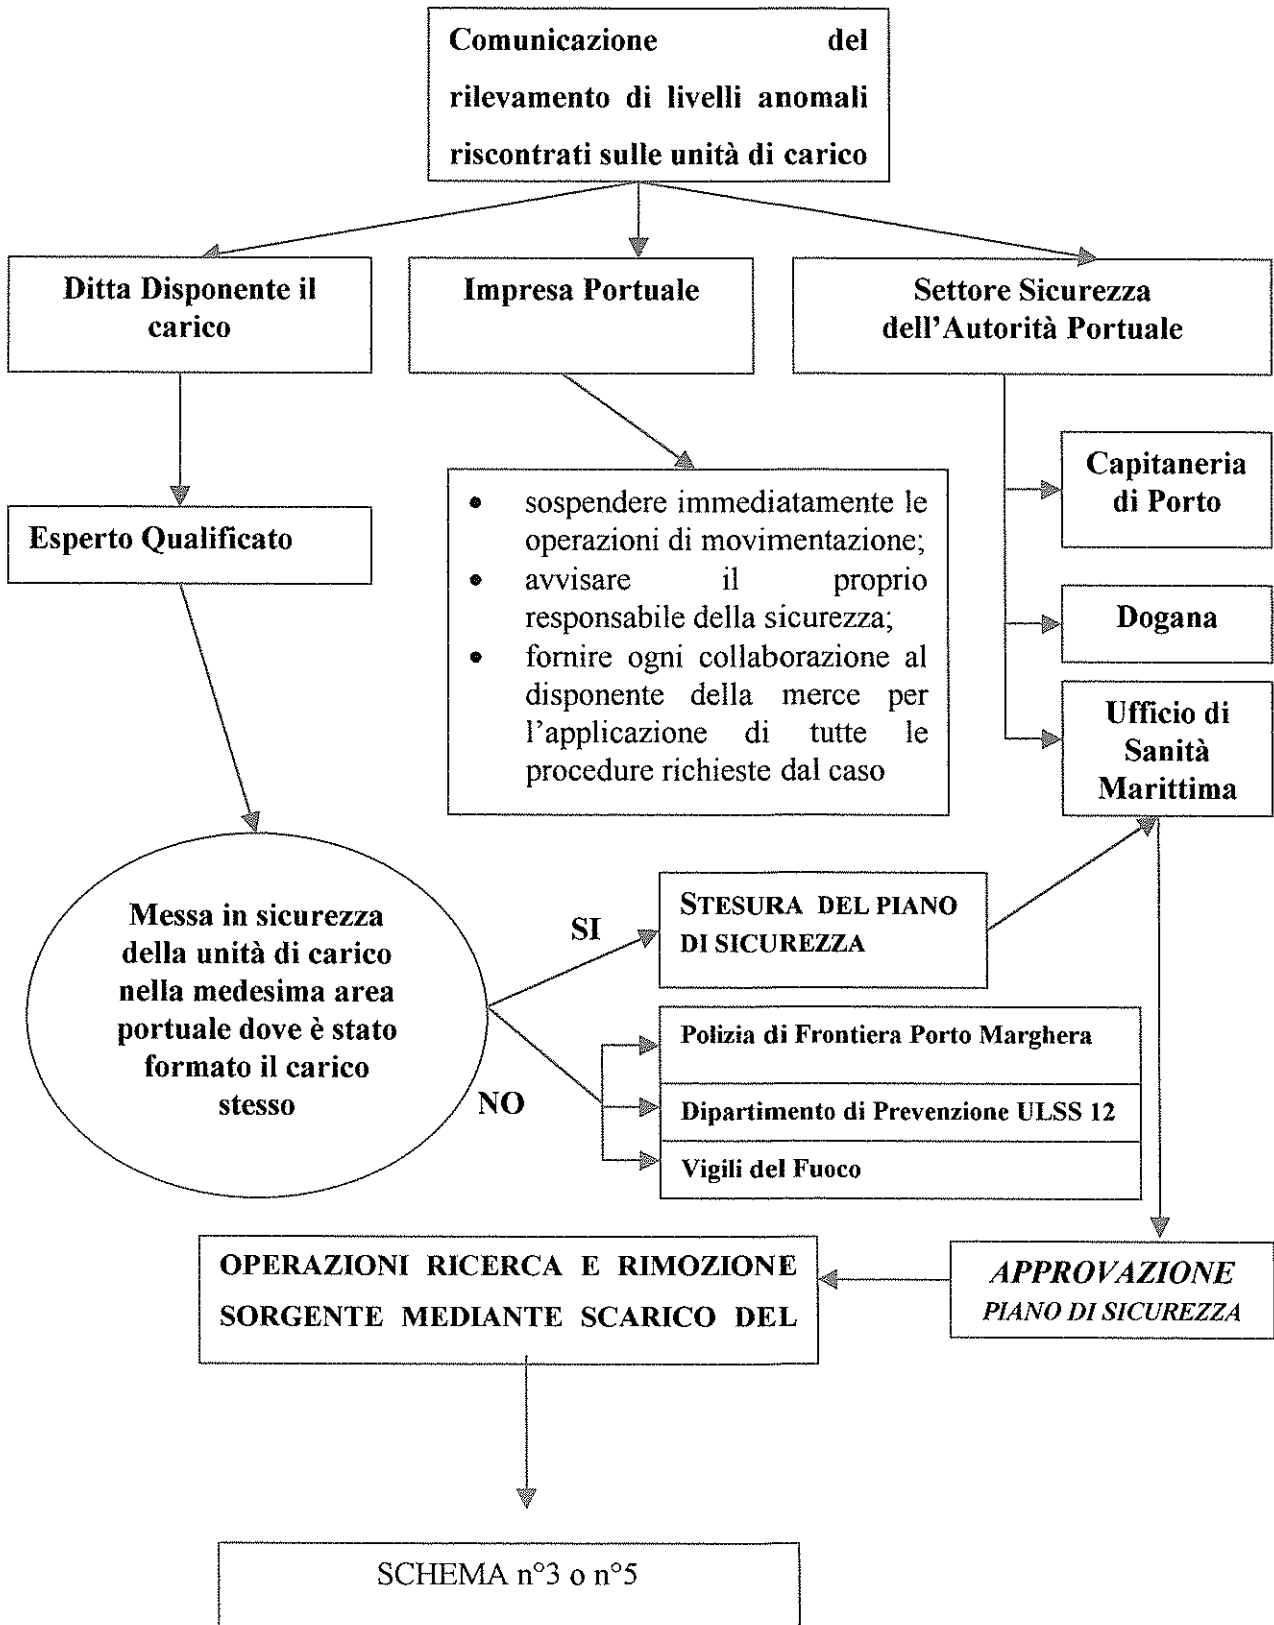 Comunicazione del
rilevamento di livelli anomali
riscontrati sulle unità di carico
Ditta Disponente il
carico
Impresa Portuale
Settore Sicurezza
dell'Autorità Portuale
Esperto Qualificato
• sospendere immediatamente le
operazioni di movimentazione;
• avvisare il proprio
responsabile della sicurezza;
• fornire ogni collaborazione al
disponente della merce per
l'applicazione di tutte le
procedure richieste dal caso
Capitaneria
di Porto
Dogana
Ufficio di
Sanità
Marittima
Messa in sicurezza
della unità di carico
nella medesima area
portuale dove è stato
formato il carico
stesso
SI
STESURA DEL PIANO
DI SICUREZZA
NO
Polizia di Frontiera Porto Marghera
Dipartimento di Prevenzione ULSS 12
Vigili del Fuoco
APPROVAZIONE
PIANO DI SICUREZZA
OPERAZIONI RICERCA E RIMOZIONE
SORGENTE MEDIANTE SCARICO DEL
SCHEMA n°3 o n°5